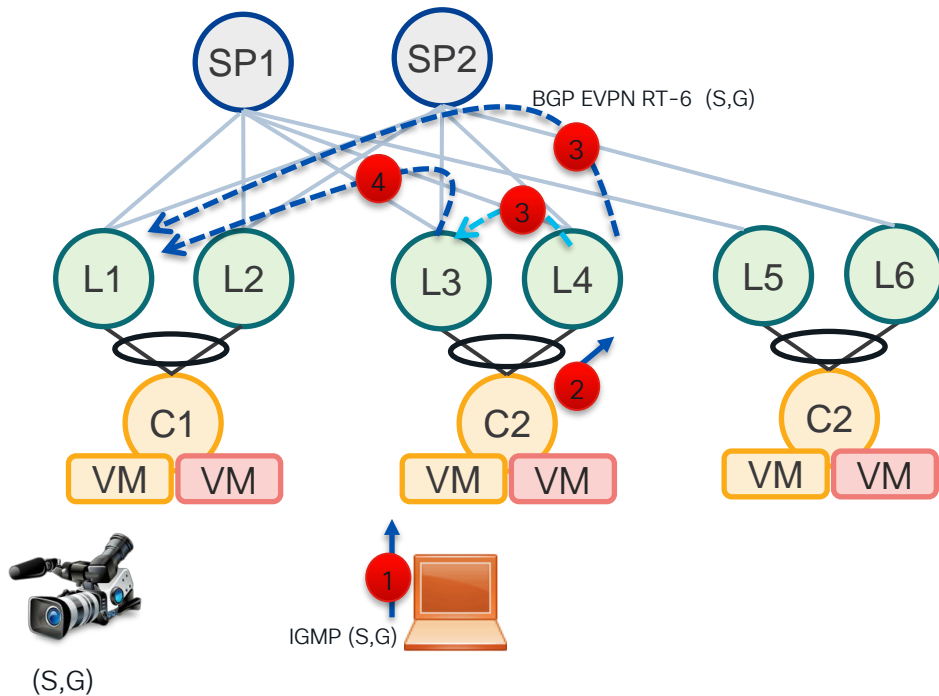 SP1
SP2
BGP EVPN RT-6 (S,G)
3
4
3
L1
L2
L3
L4
L5
L6
2
C1
C2
C2
VM
VM
VM
VM
VM
VM
1
IGMP (S,G)
(S,G)